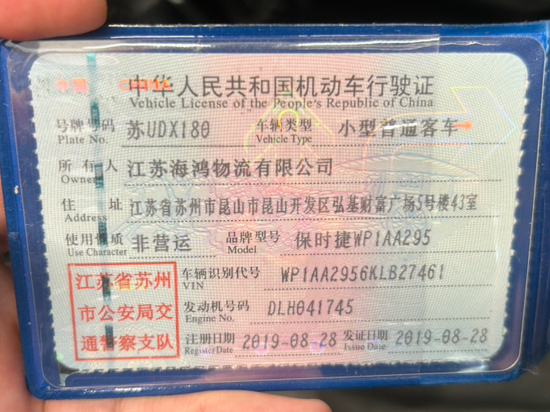 中华人民共和国机动车行驶证
Vehicle License of the People's Republic of China
号牌号码 苏UDX180 车辆类型 小型普通客车
Plate No. Vehicle Type
所有人 江苏海鸿物流有限公司
Owner
住址 江苏省苏州市昆山市昆山开发区弘基财富广场5号楼43室
Address
使用性质 非营运 品牌型号 保时捷WP1AA295
Use Character Model
江苏省苏州
市公安局交
通警察支队
车辆识别代号 WP1AA2956KLB27461
VIN
发动机号码 DLH041745
Engine No.
注册日期 2019-08-28 发证日期 2019-08-28
Register Date Issue Date